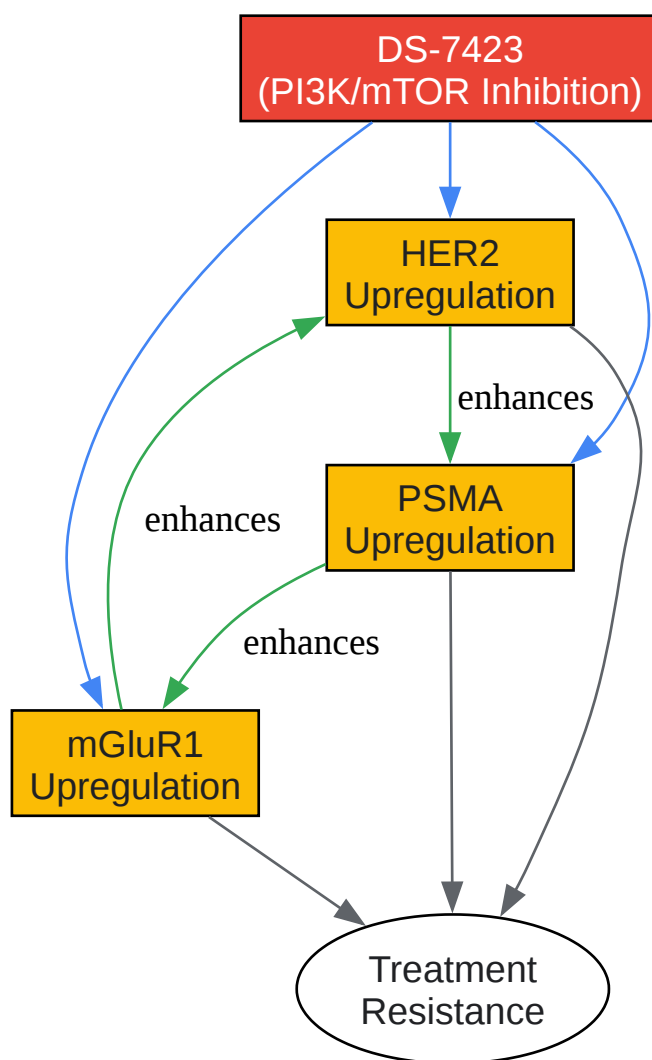 DS-7423
(PI3K/mTOR Inhibition)
HER2
Upregulation
enhances
PSMA
Upregulation
enhances
enhances
mGluR1
Upregulation
Treatment
Resistance